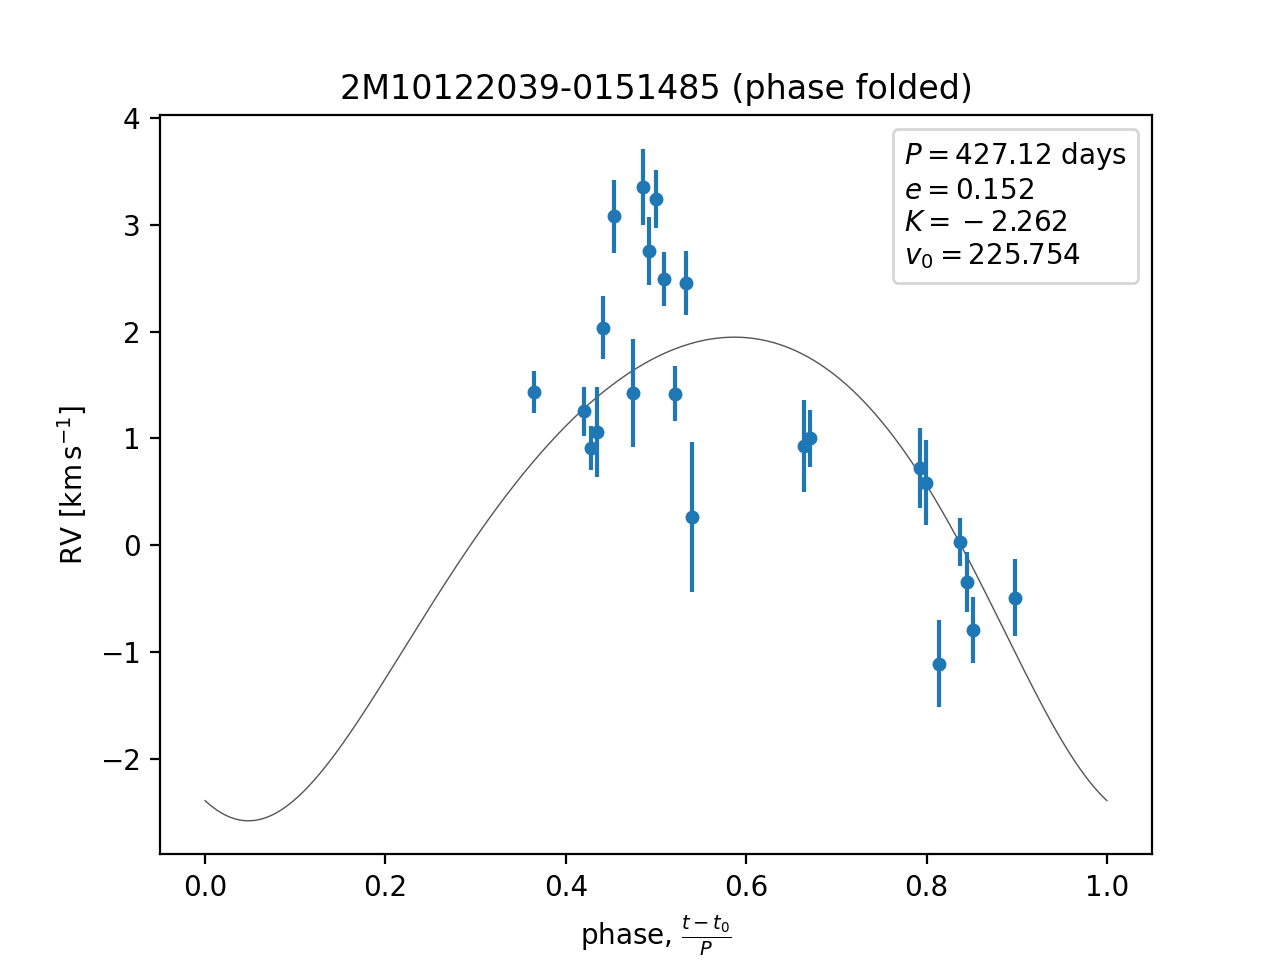 2M10122039-0151485 (phase folded)
P = 427.12 days
e = 0.152
K = −2.262
v₀ = 225.754
RV [km s⁻¹]
4
3
2
1
0
−1
−2
0.0 0.2 0.4 0.6 0.8 1.0
phase, (t − t₀)/P